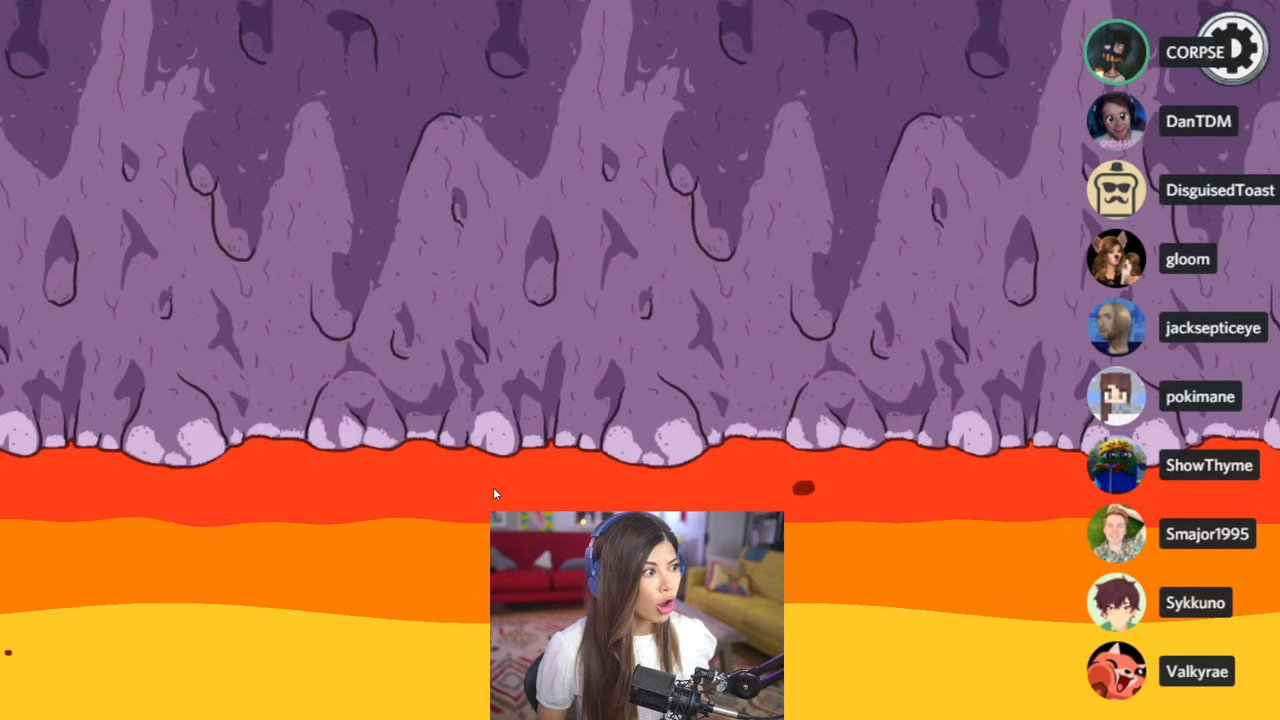 CORPSE
DanTDM
DisguisedToast
gloom
jacksepticeye
pokimane
ShowThyme
Smajor1995
Sykkuno
Valkyrae